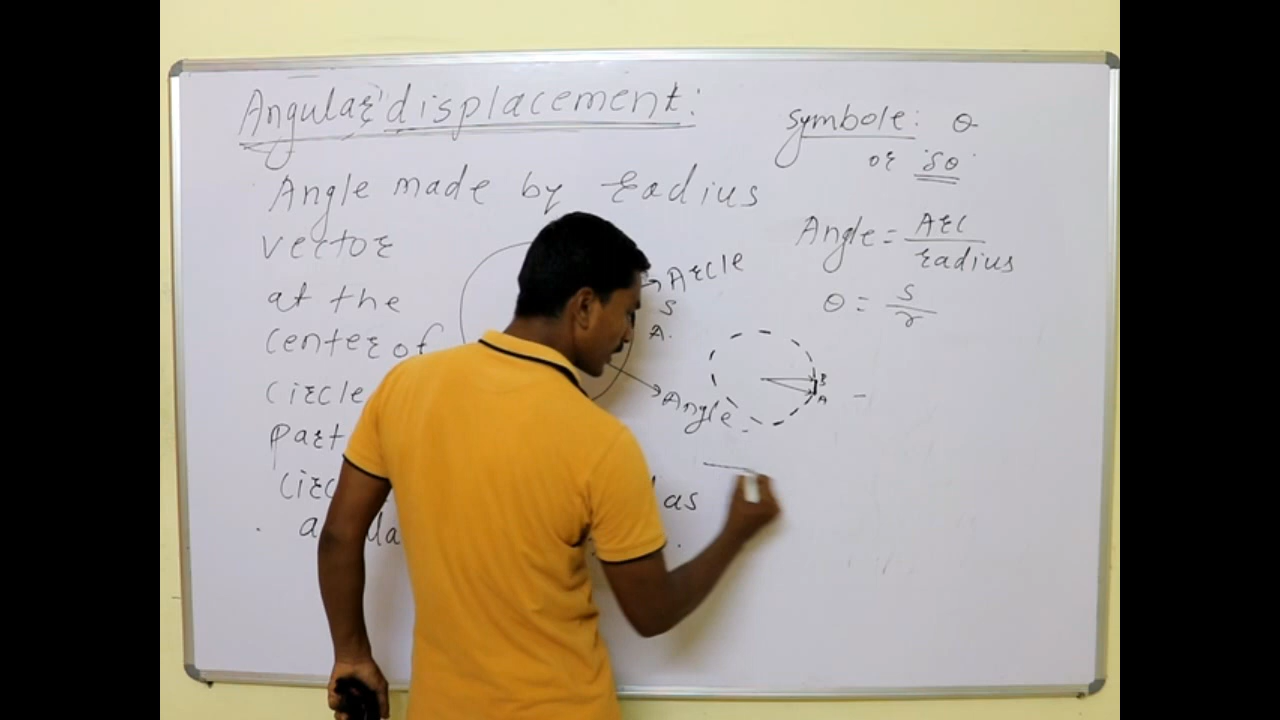 Angular displacement:
Angle made by radius
vector
at the
center of
circle
part
as
Arcle
S
A.
Angle
B
A
symbole: θ
or δθ
Angle = Arc / radius
θ = s / r